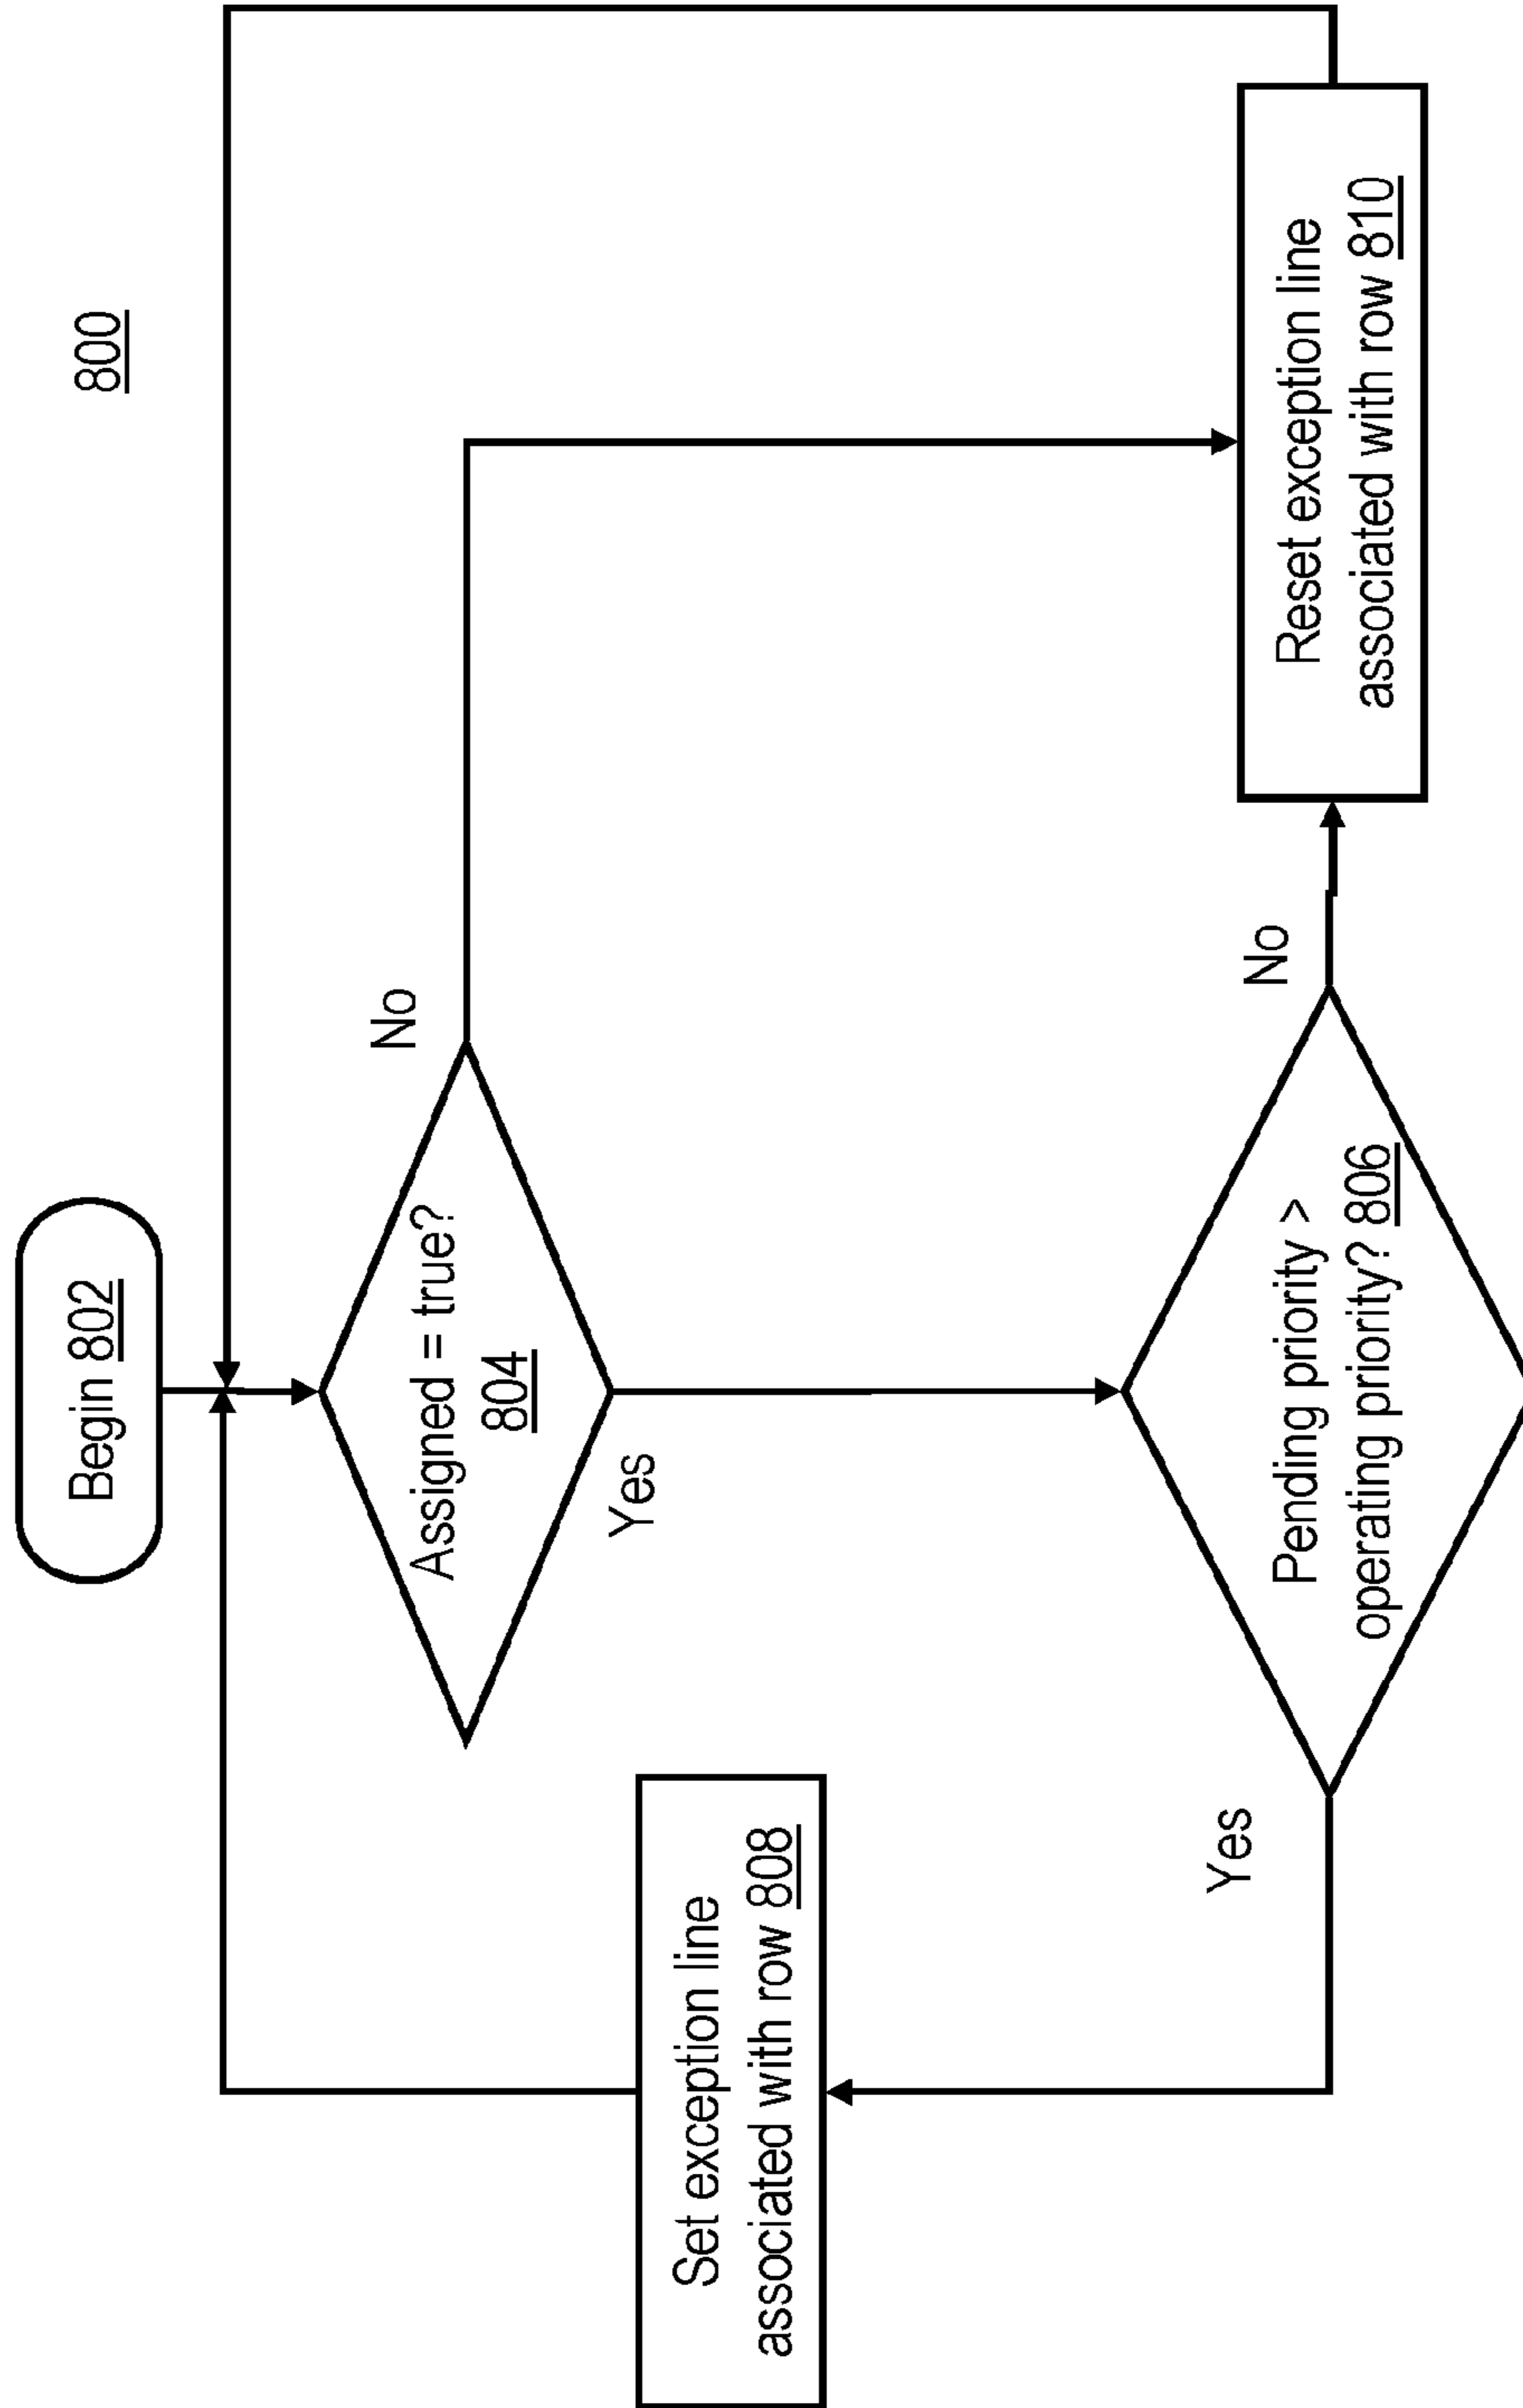 800
Begin 802
Assigned = true?
804
No
Yes
Set exception line
associated with row 808
Yes
Pending priority >
operating priority? 806
No
Reset exception line
associated with row 810